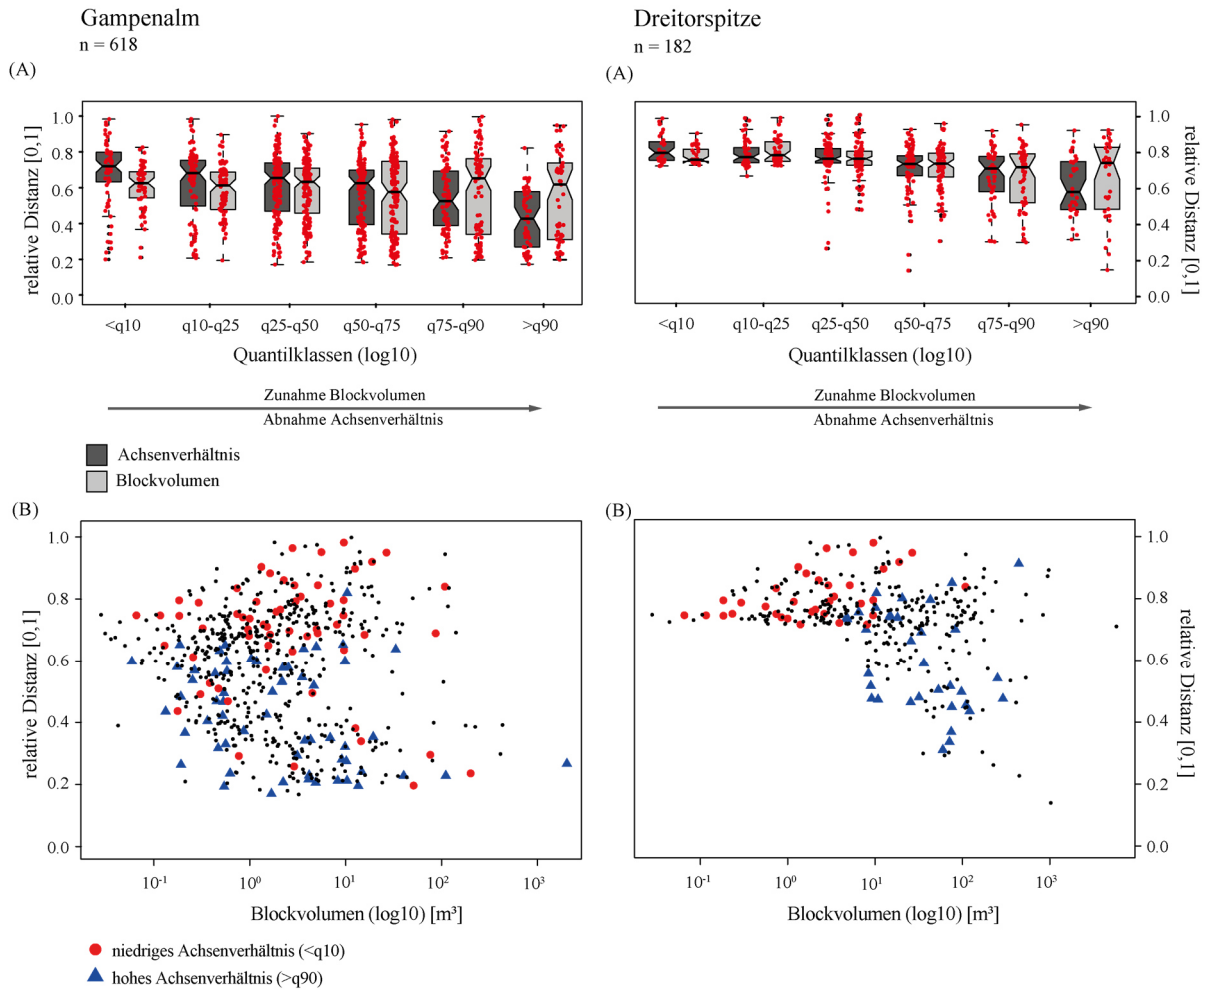 Gampenalm
n = 618
Dreitorspitze
n = 182
(A)
relative Distanz [0,1]
1.0
0.8
0.6
0.4
0.2
0.0
<q10
q10-q25
q25-q50
q50-q75
q75-q90
>q90
Quantilklassen (log10)
Zunahme Blockvolumen
Abnahme Achsenverhältnis
(A)
1.0
0.8
0.6
0.4
0.2
0.0
relative Distanz [0,1]
<q10
q10-q25
q25-q50
q50-q75
q75-q90
>q90
Quantilklassen (log10)
Zunahme Blockvolumen
Abnahme Achsenverhältnis
Achsenverhältnis
Blockvolumen
(B)
relative Distanz [0,1]
1.0
0.8
0.6
0.4
0.2
0.0
10⁻¹
10⁰
10¹
10²
10³
Blockvolumen (log10) [m³]
(B)
1.0
0.8
0.6
0.4
0.2
0.0
relative Distanz [0,1]
10⁻¹
10⁰
10¹
10²
10³
Blockvolumen (log10) [m³]
niedriges Achsenverhältnis (<q10)
hohes Achsenverhältnis (>q90)